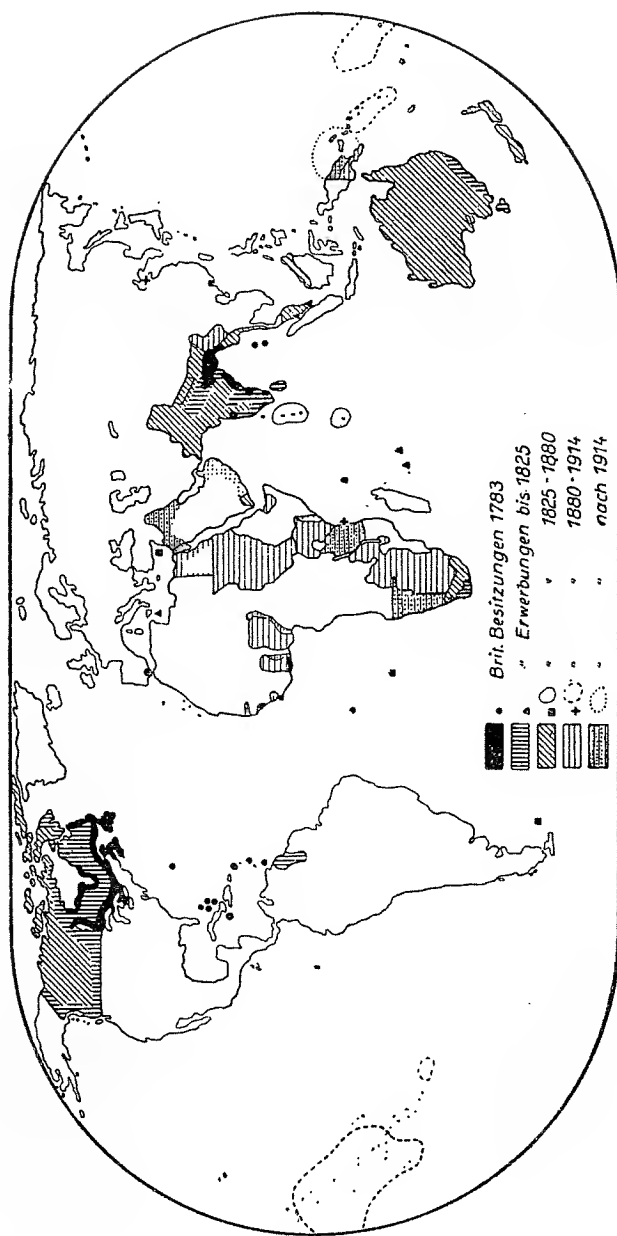 Brit. Besitzungen 1783
" Erwerbungen bis 1825
" " 1825-1880
" " 1880-1914
" " nach 1914